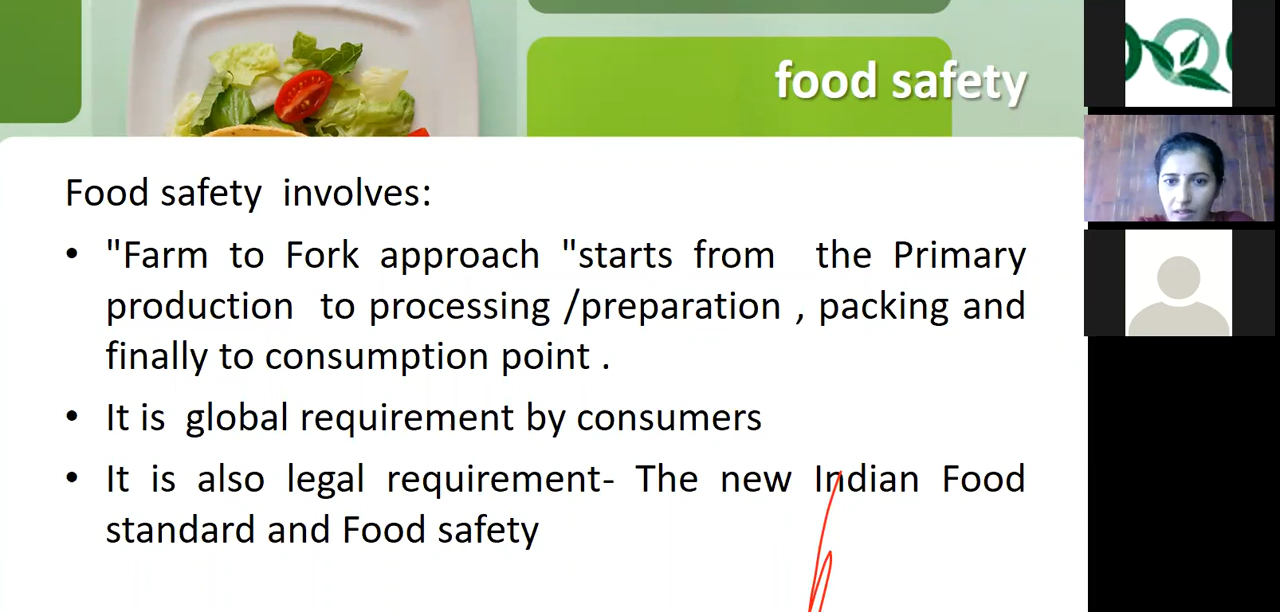 food safety
Food safety involves:
• "Farm to Fork approach "starts from the Primary
production to processing /preparation , packing and
finally to consumption point .
• It is global requirement by consumers
• It is also legal requirement- The new Indian Food
standard and Food safety